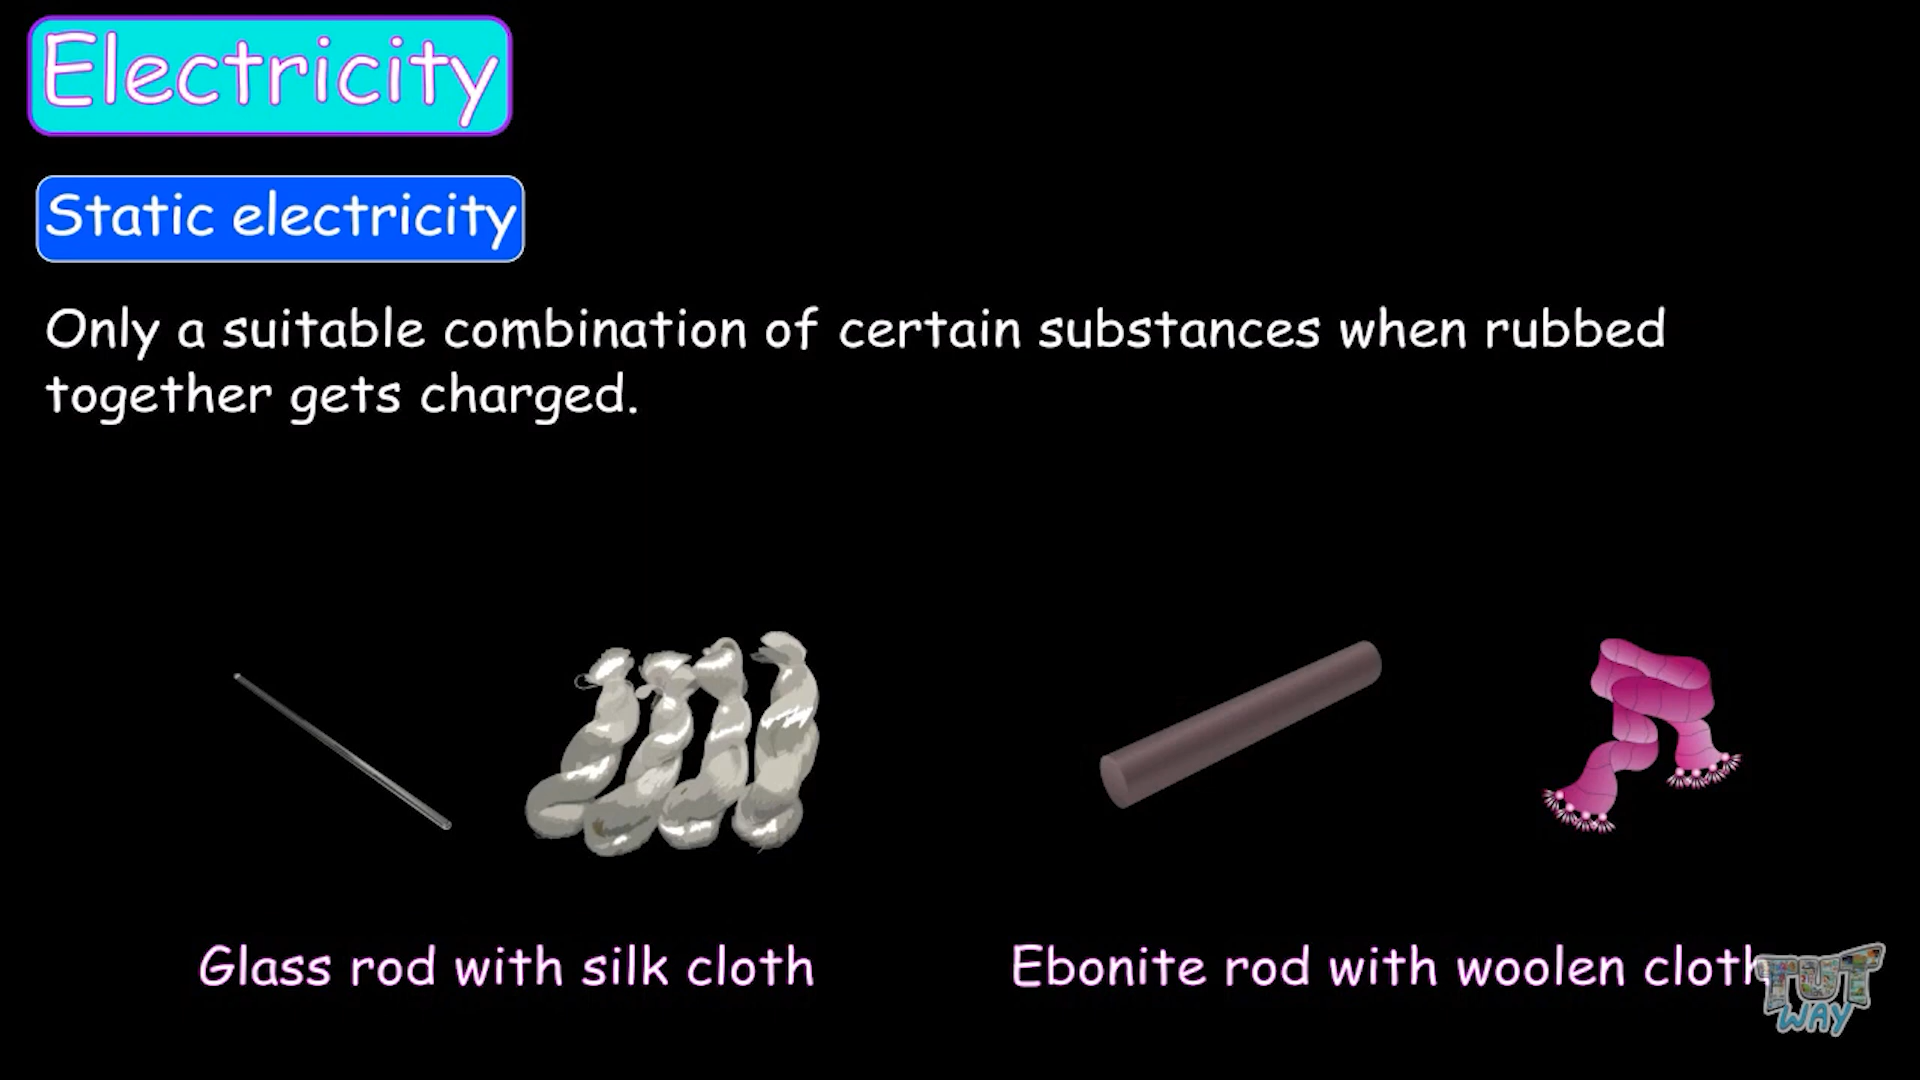 Electricity
Static electricity
Only a suitable combination of certain substances when rubbed
together gets charged.
Glass rod with silk cloth
Ebonite rod with woolen cloth
TUT
WAY